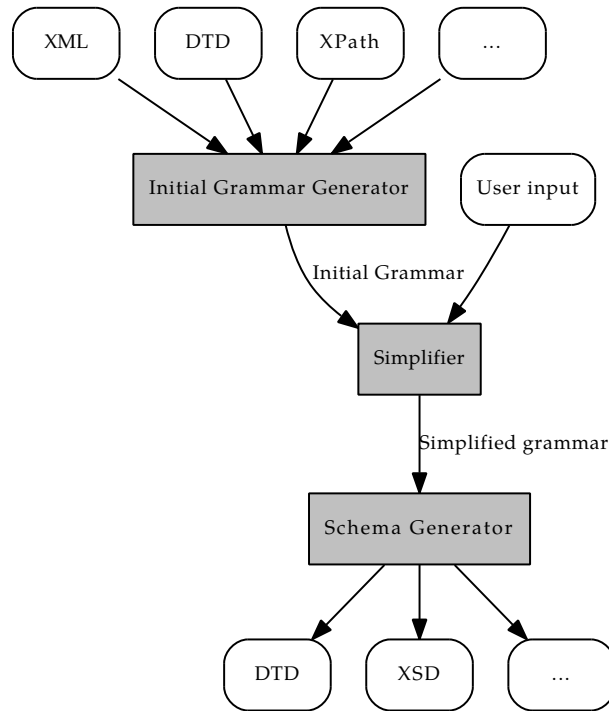 XML
DTD
XPath
...
Initial Grammar Generator
User input
Initial Grammar
Simplifier
Simplified grammar
Schema Generator
DTD
XSD
...